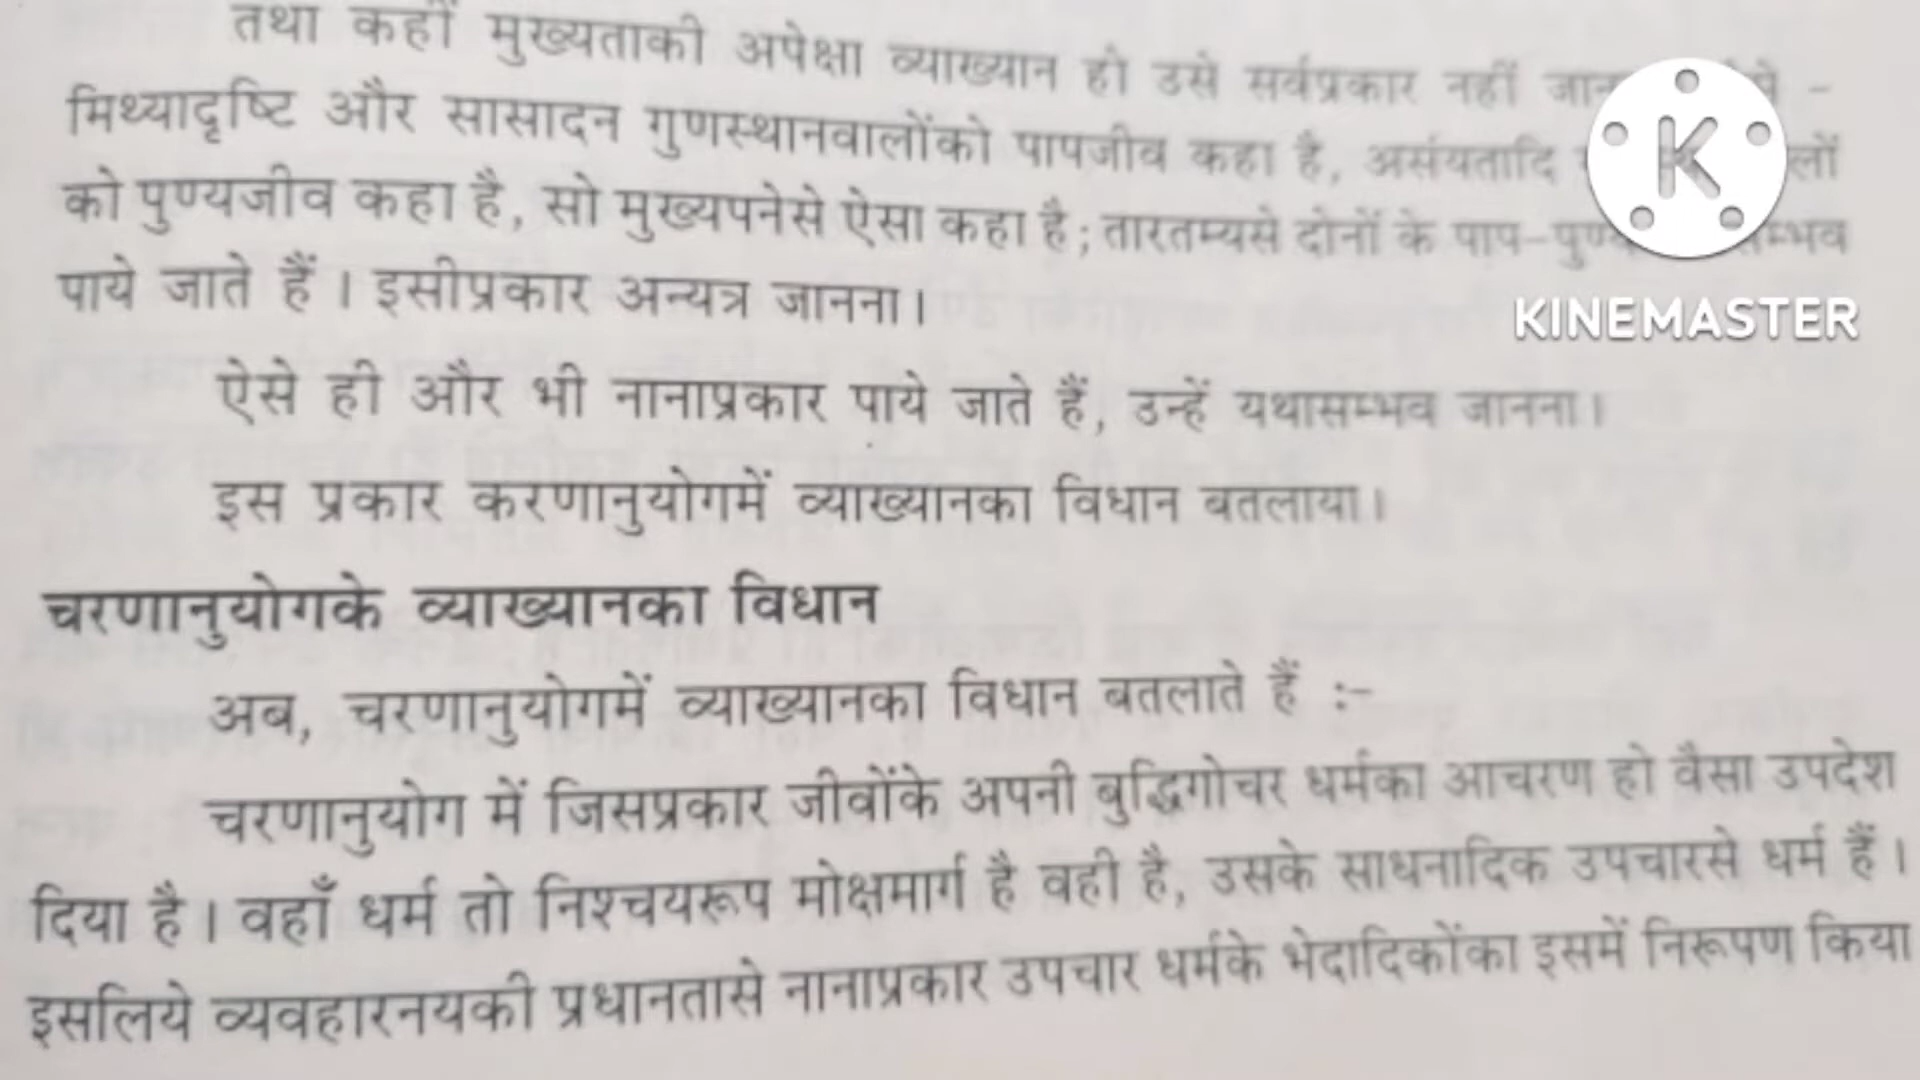 तथा कहीं मुख्यताकी अपेक्षा व्याख्यान हो उसे सर्वप्रकार नहीं -
मिथ्यादृष्टि और सासादन गुणस्थानवालोंको पापजीव कहा है, असंयतादि
को पुण्यजीव कहा है, सो मुख्यपनेसे ऐसा कहा है; तारतम्यसे दोनों के
पाये जाते हैं । इसीप्रकार अन्यत्र जानना।
KINEMASTER
ऐसे ही और भी नानाप्रकार पाये जाते हैं, उन्हें यथासम्भव जानना।
इस प्रकार करणानुयोगमें व्याख्यानका विधान बतलाया।
चरणानुयोगके व्याख्यानका विधान
अब, चरणानुयोगमें व्याख्यानका विधान बतलाते हैं :-
चरणानुयोग में जिसप्रकार जीवोंके अपनी बुद्धिगोचर धर्मका आचरण हो वैसा उपदेश
दिया है । वहाँ धर्म तो निश्चयरूप मोक्षमार्ग है वही है, उसके साधनादिक उपचारसे धर्म हैं ।
इसलिये व्यवहारनयकी प्रधानतासे नानाप्रकार उपचार धर्मके भेदादिकोंका इसमें निरूपण किया